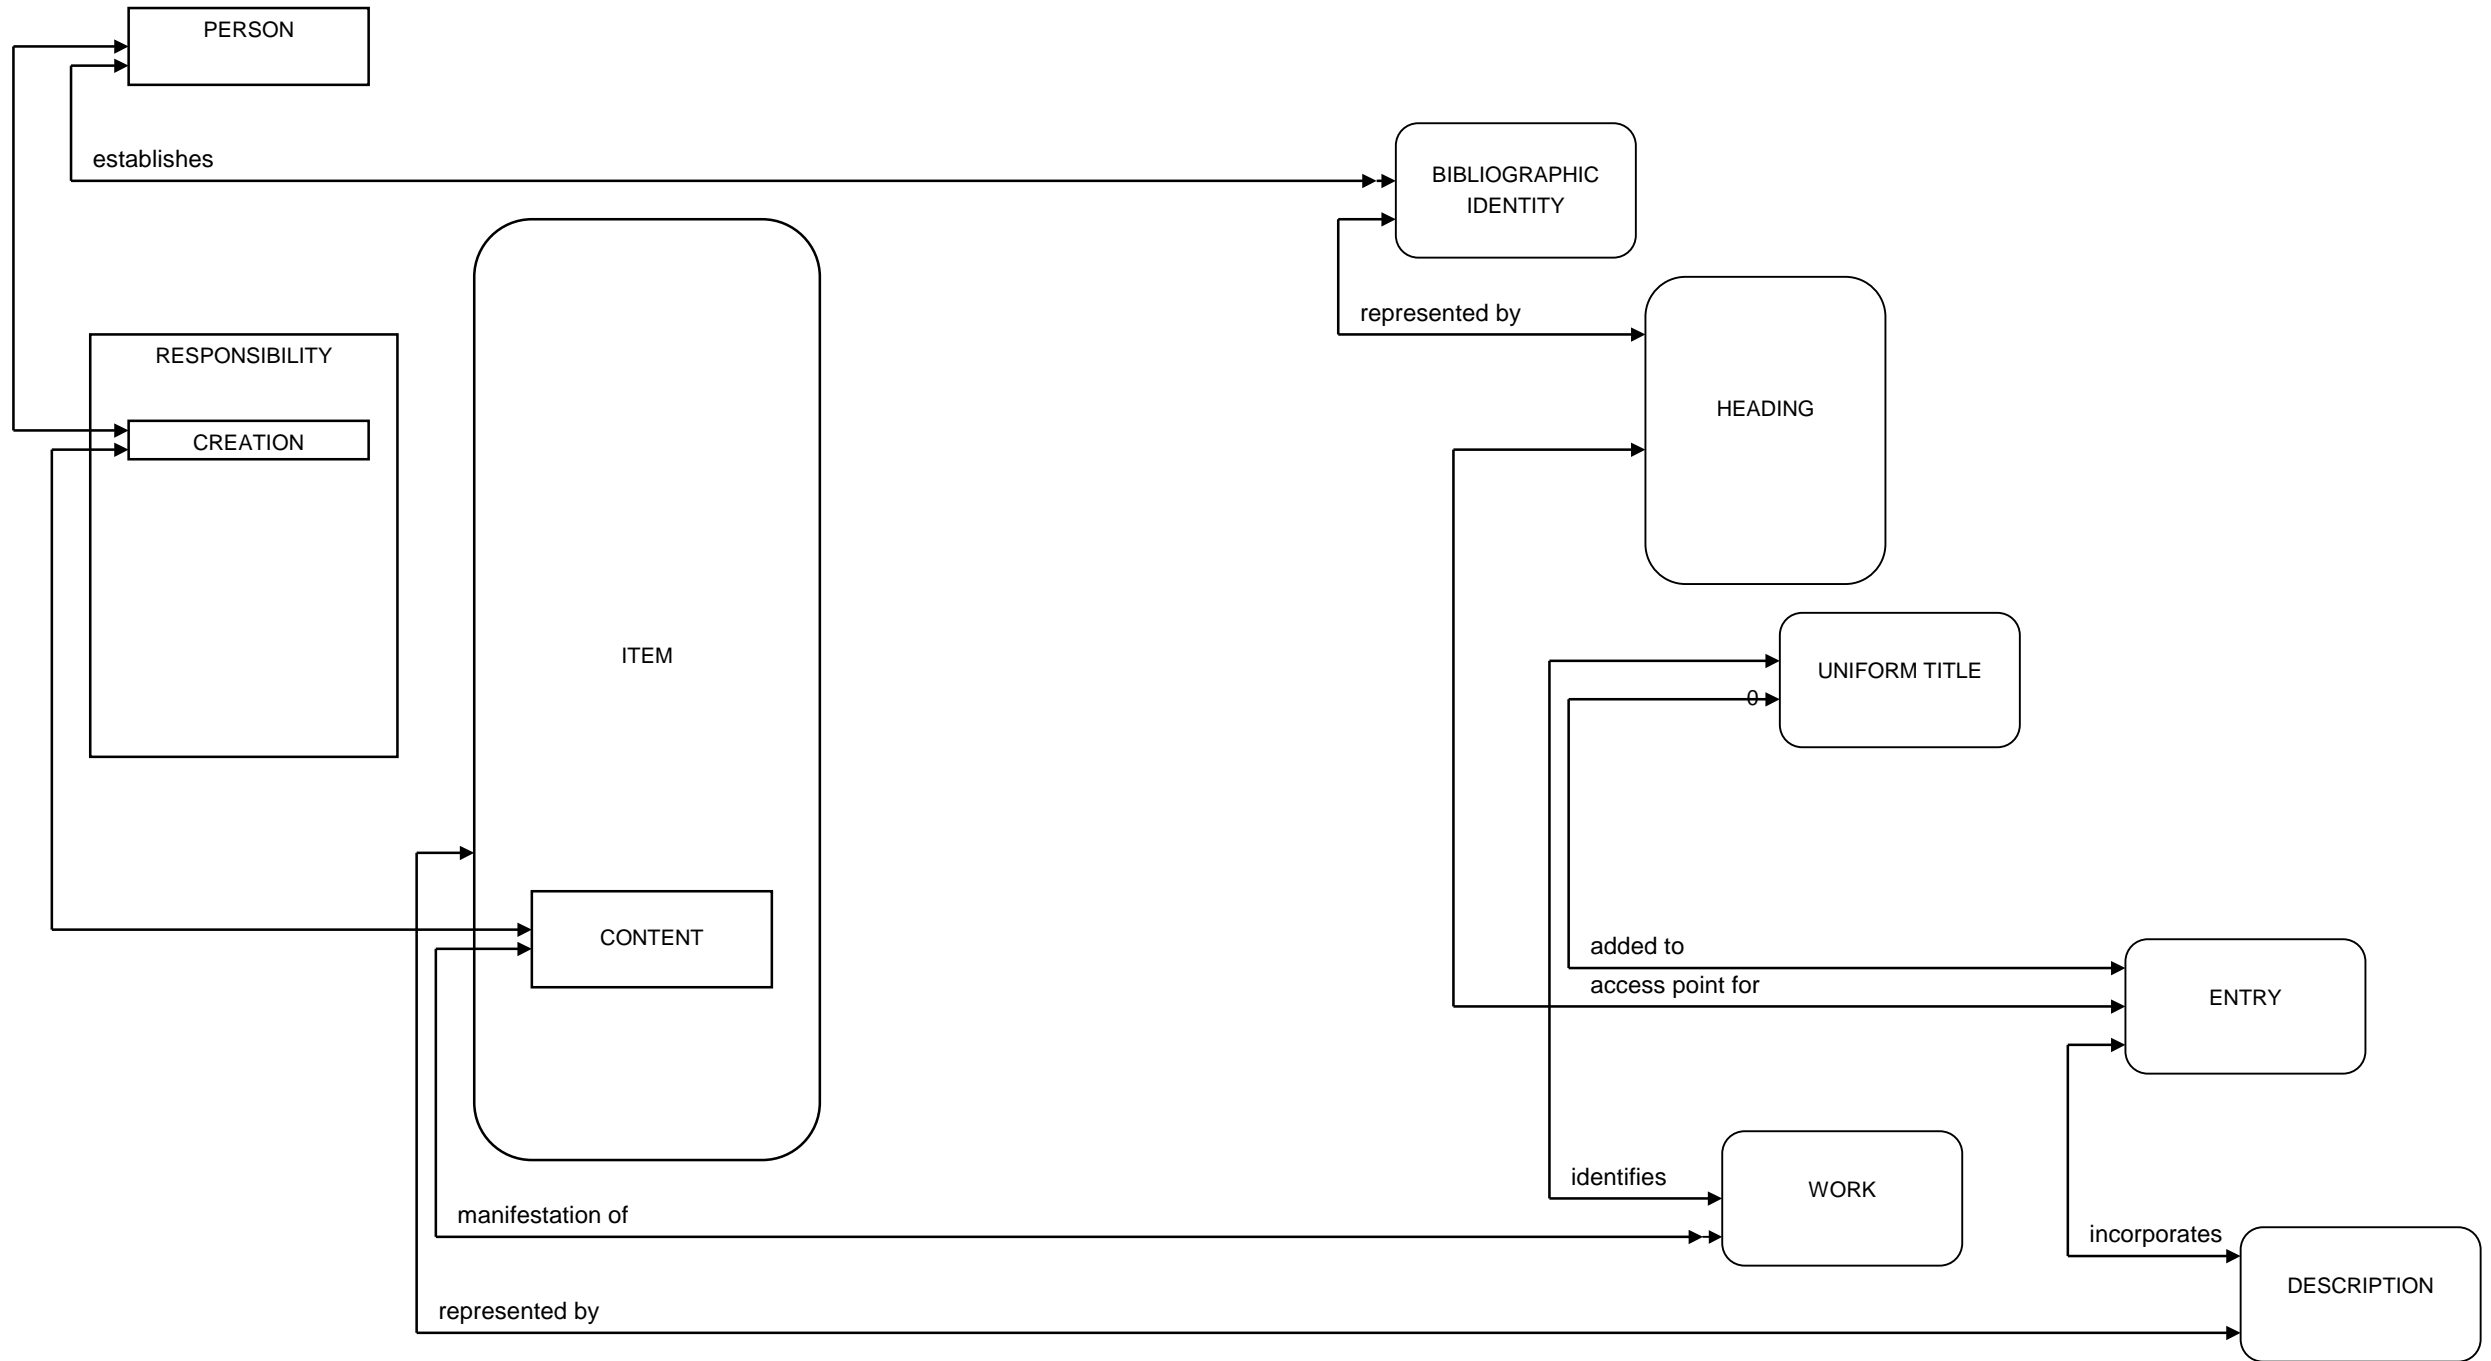 PERSON
establishes
BIBLIOGRAPHIC
IDENTITY
represented by
RESPONSIBILITY
HEADING
CREATION
ITEM
UNIFORM TITLE
0
CONTENT
added to
access point for
ENTRY
identifies
WORK
manifestation of
incorporates
DESCRIPTION
represented by